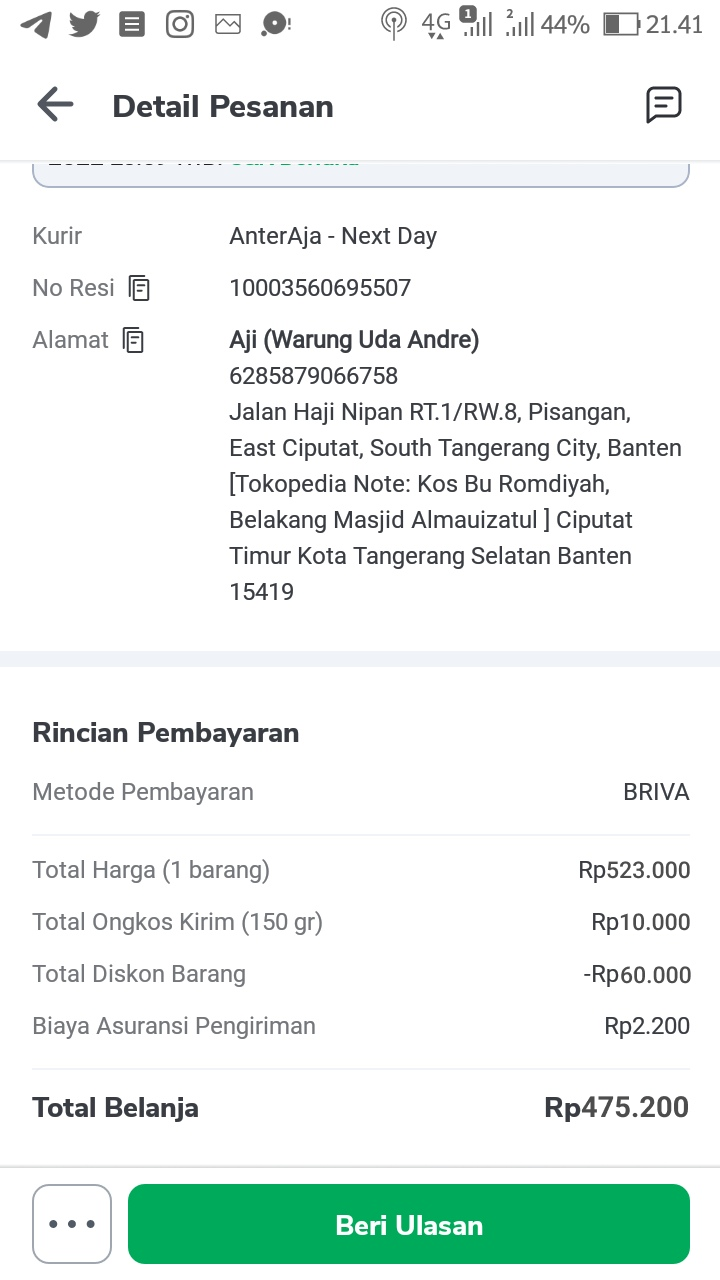 4G 1 2 44% 21.41
Detail Pesanan
Kurir AnterAja - Next Day
No Resi 10003560695507
Alamat Aji (Warung Uda Andre)
6285879066758
Jalan Haji Nipan RT.1/RW.8, Pisangan,
East Ciputat, South Tangerang City, Banten
[Tokopedia Note: Kos Bu Romdiyah,
Belakang Masjid Almauizatul ] Ciputat
Timur Kota Tangerang Selatan Banten
15419
Rincian Pembayaran
Metode Pembayaran BRIVA
Total Harga (1 barang) Rp523.000
Total Ongkos Kirim (150 gr) Rp10.000
Total Diskon Barang -Rp60.000
Biaya Asuransi Pengiriman Rp2.200
Total Belanja Rp475.200
Beri Ulasan